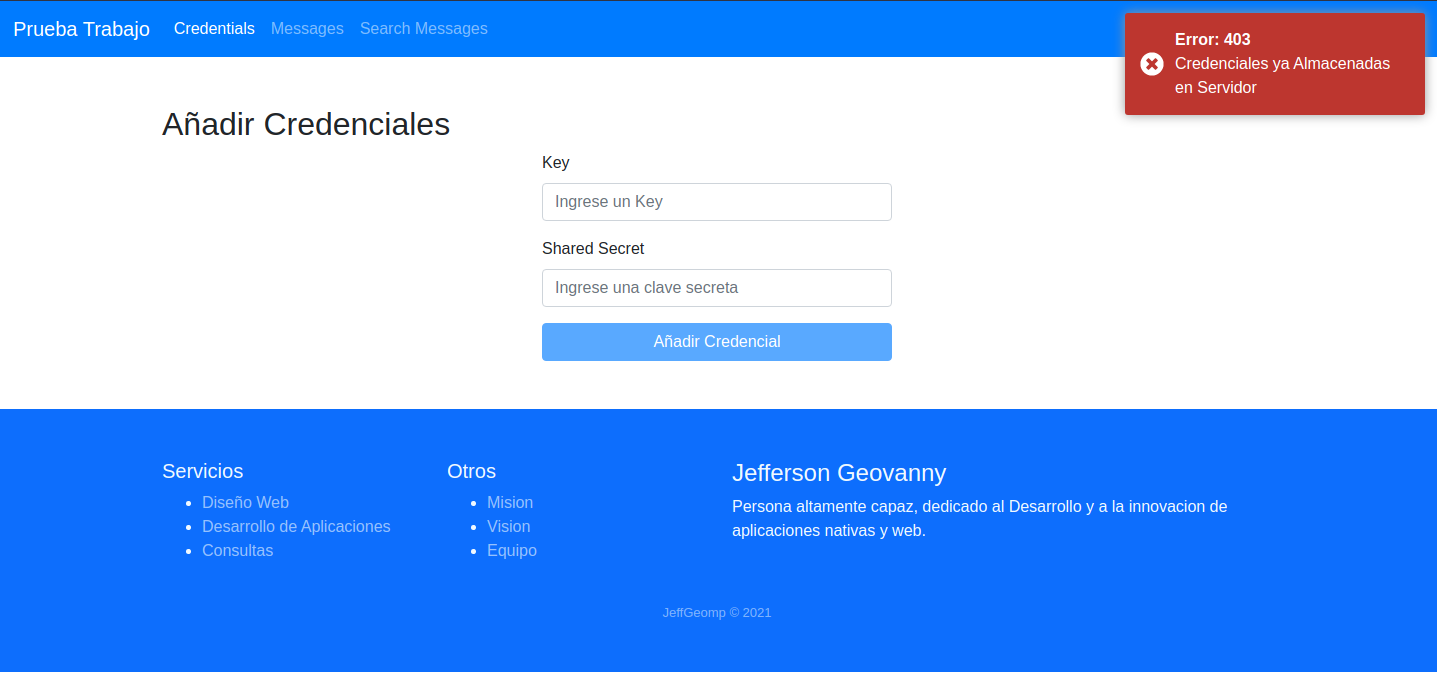 Prueba Trabajo Credentials Messages Search Messages
Error: 403
Credenciales ya Almacenadas
en Servidor
Añadir Credenciales
Key
Ingrese un Key
Shared Secret
Ingrese una clave secreta
Añadir Credencial
Servicios
Diseño Web
Desarrollo de Aplicaciones
Consultas
Otros
Mision
Vision
Equipo
Jefferson Geovanny
Persona altamente capaz, dedicado al Desarrollo y a la innovacion de
aplicaciones nativas y web.
JeffGeomp © 2021